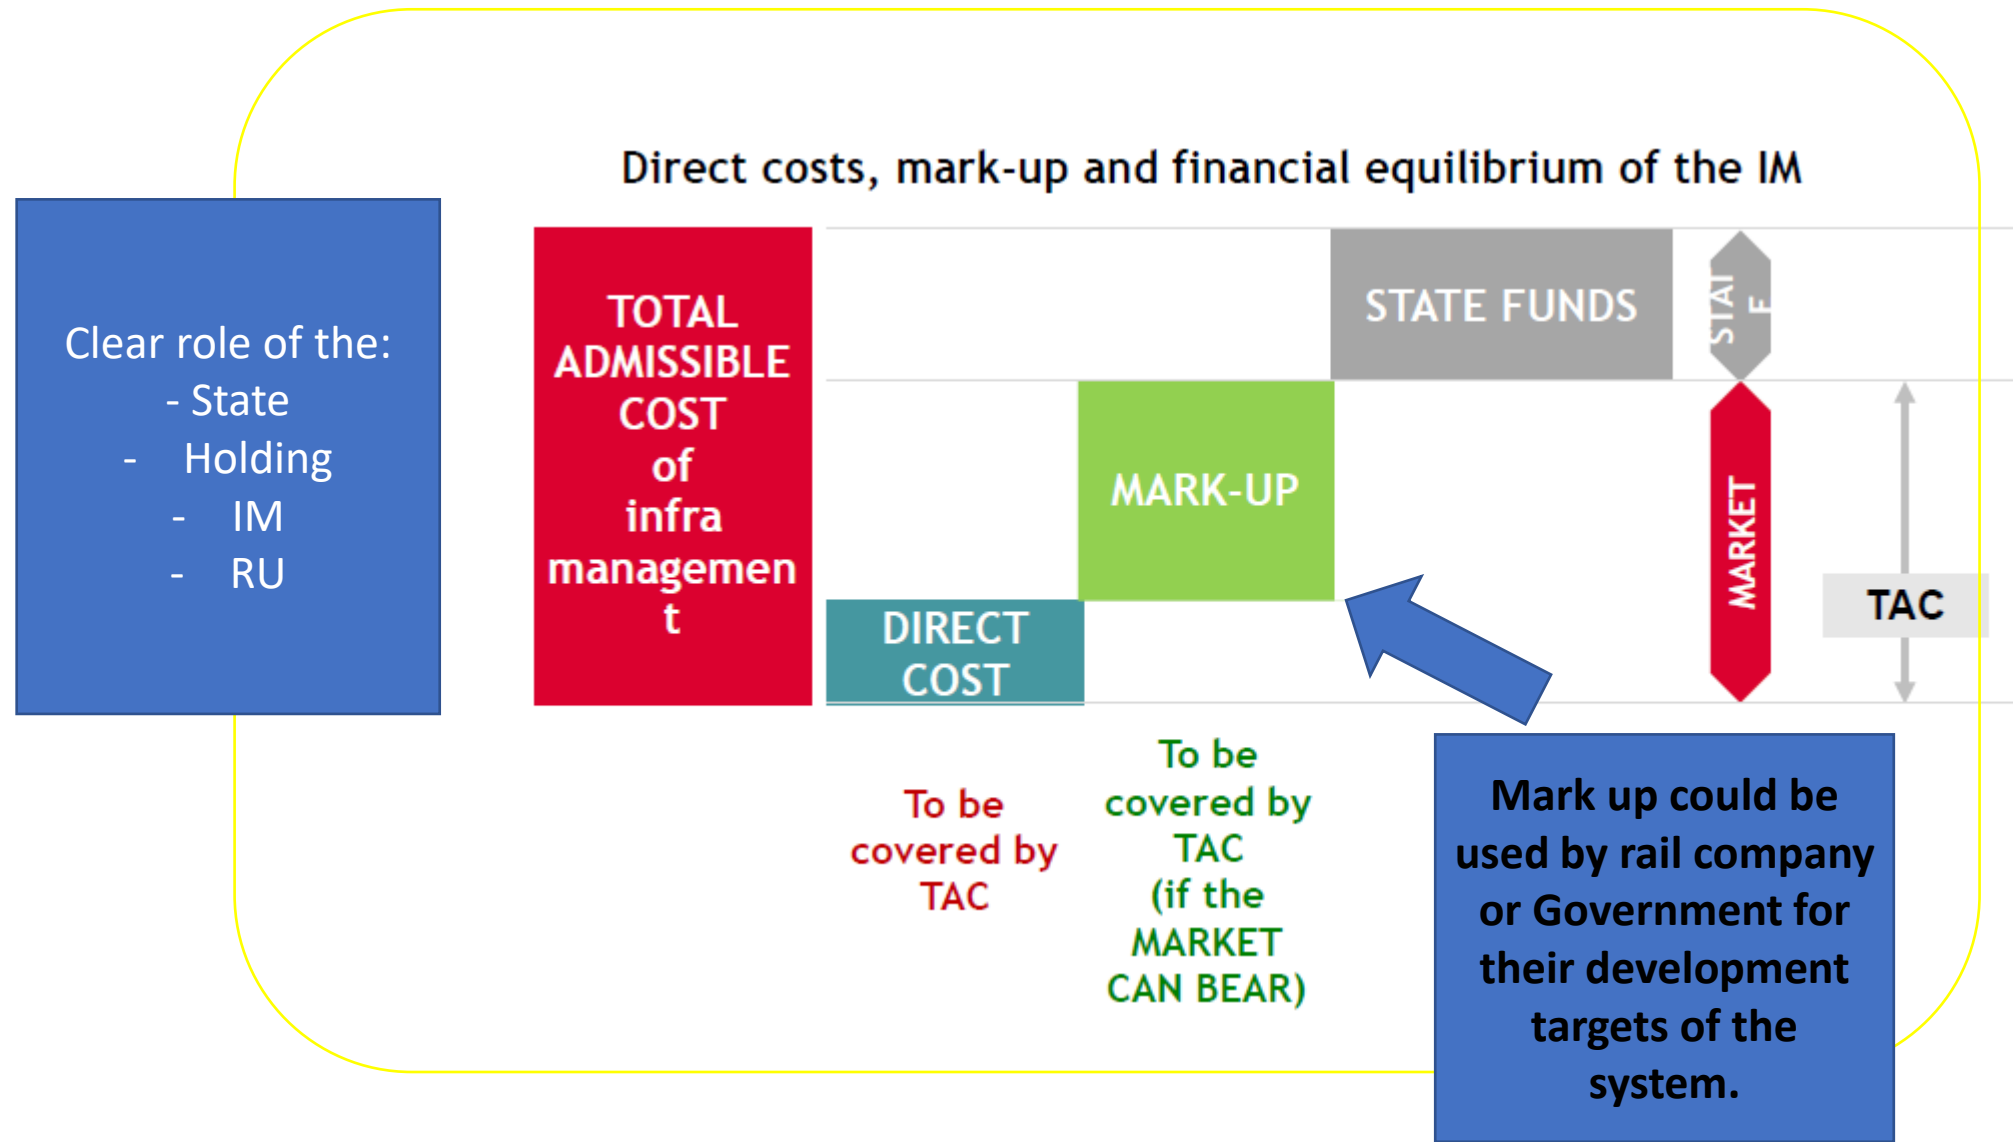 Direct costs, mark-up and financial equilibrium of the IM
Clear role of the:
- State
- Holding
- IM
- RU
TOTAL
ADMISSIBLE
COST
of
infra
managemen
t
DIRECT
COST
MARK-UP
STATE FUNDS
STAT
E
MARKET
TAC
To be
covered by
TAC
To be
covered by
TAC
(if the
MARKET
CAN BEAR)
Mark up could be
used by rail company
or Government for
their development
targets of the
system.